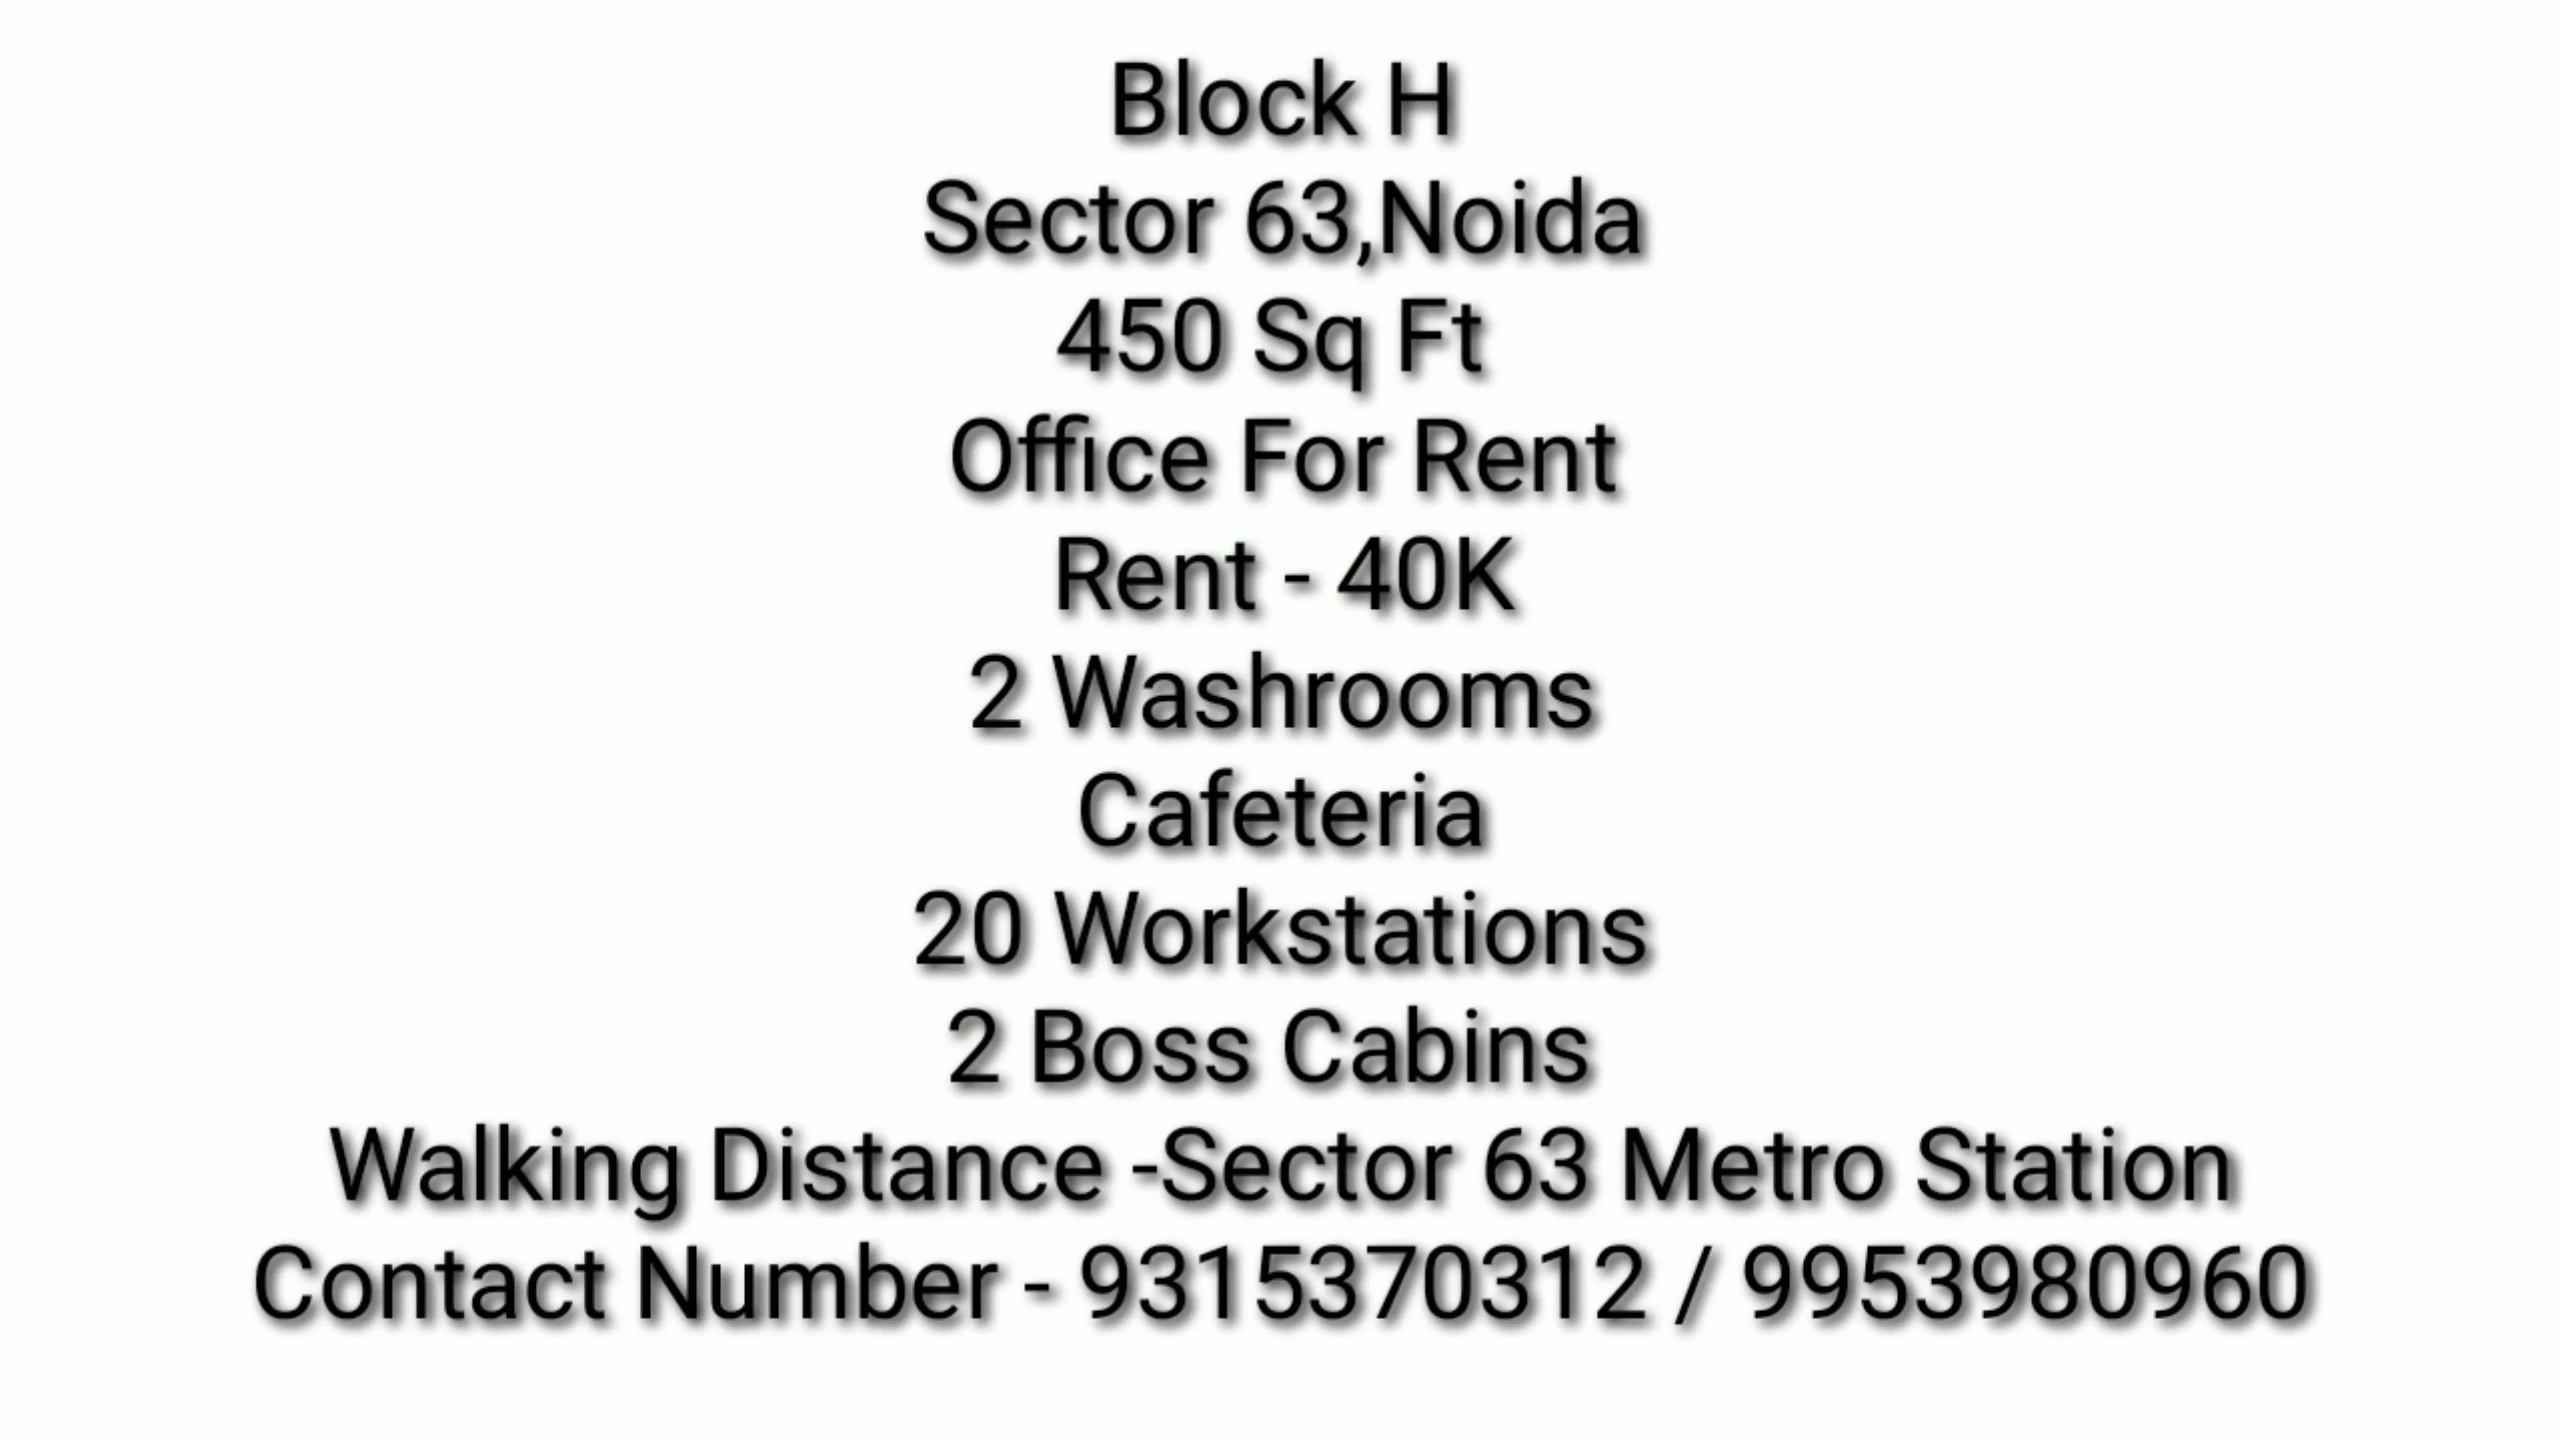 Block H
Sector 63,Noida
450 Sq Ft
Office For Rent
Rent - 40K
2 Washrooms
Cafeteria
20 Workstations
2 Boss Cabins
Walking Distance -Sector 63 Metro Station
Contact Number - 9315370312 / 9953980960